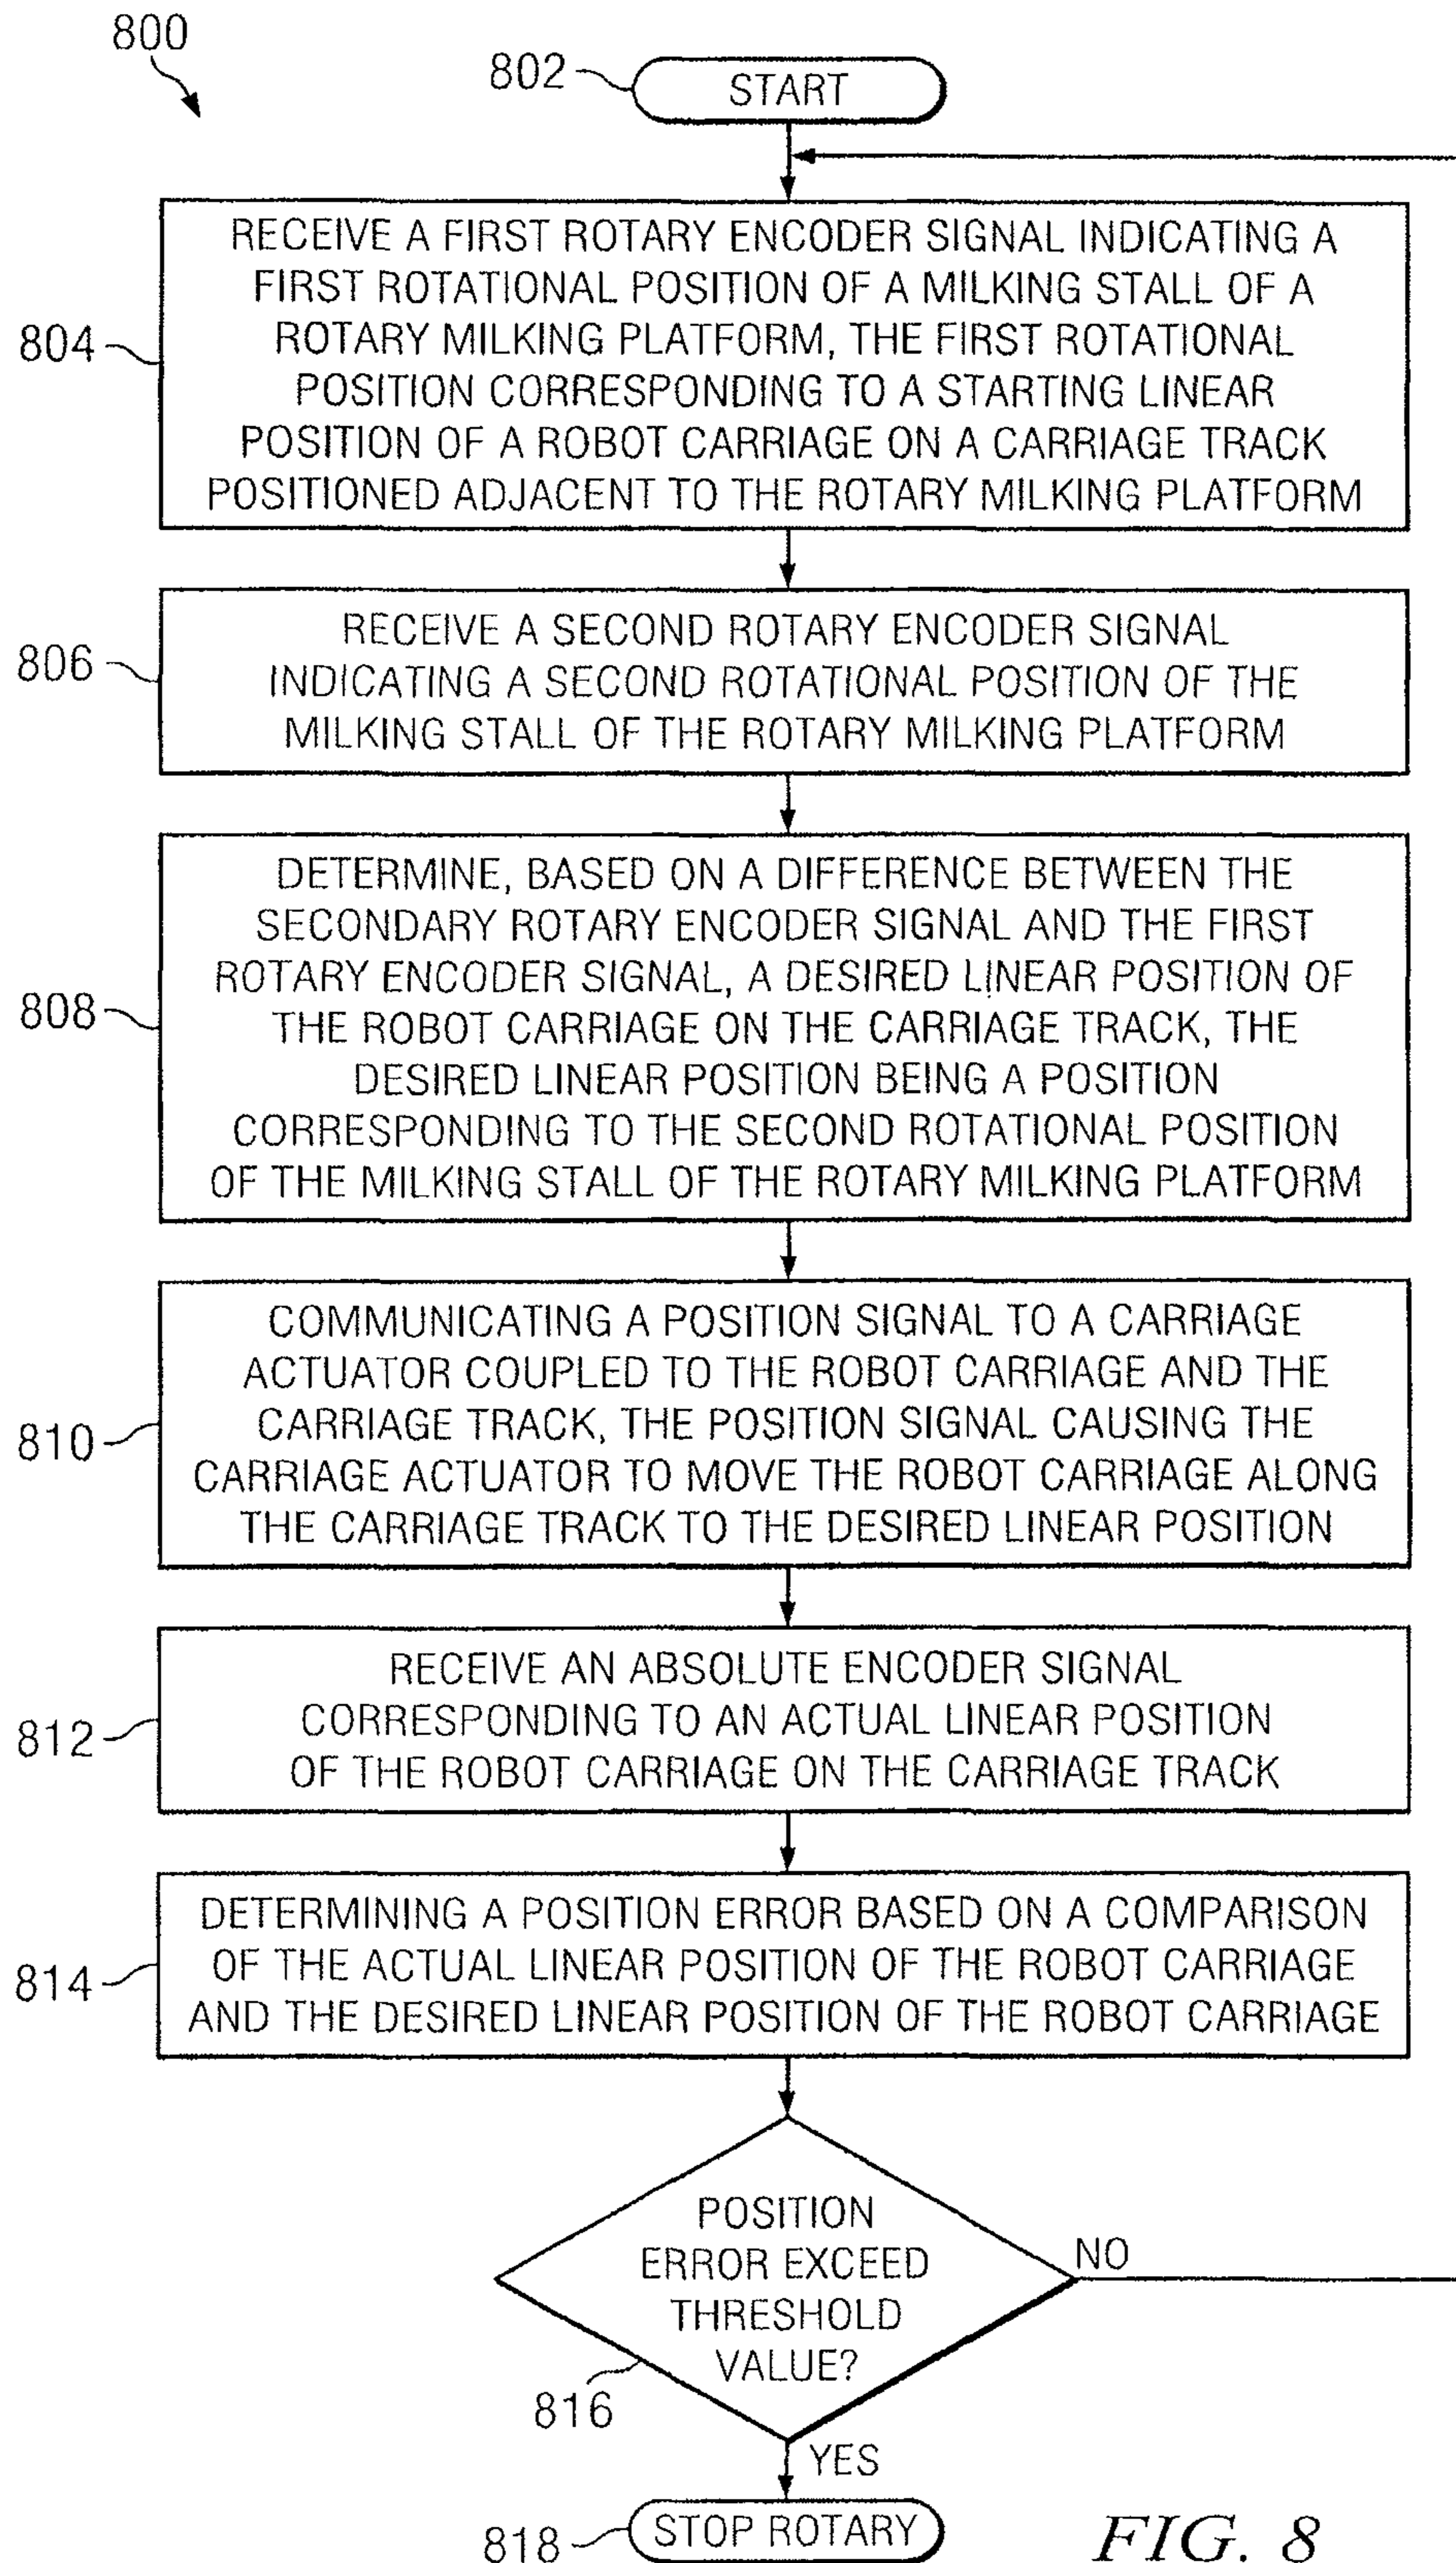 800
802
START
RECEIVE A FIRST ROTARY ENCODER SIGNAL INDICATING A
FIRST ROTATIONAL POSITION OF A MILKING STALL OF A
ROTARY MILKING PLATFORM, THE FIRST ROTATIONAL
POSITION CORRESPONDING TO A STARTING LINEAR
POSITION OF A ROBOT CARRIAGE ON A CARRIAGE TRACK
POSITIONED ADJACENT TO THE ROTARY MILKING PLATFORM
804
RECEIVE A SECOND ROTARY ENCODER SIGNAL
INDICATING A SECOND ROTATIONAL POSITION OF THE
MILKING STALL OF THE ROTARY MILKING PLATFORM
806
DETERMINE, BASED ON A DIFFERENCE BETWEEN THE
SECONDARY ROTARY ENCODER SIGNAL AND THE FIRST
ROTARY ENCODER SIGNAL, A DESIRED LINEAR POSITION OF
THE ROBOT CARRIAGE ON THE CARRIAGE TRACK, THE
DESIRED LINEAR POSITION BEING A POSITION
CORRESPONDING TO THE SECOND ROTATIONAL POSITION
OF THE MILKING STALL OF THE ROTARY MILKING PLATFORM
808
COMMUNICATING A POSITION SIGNAL TO A CARRIAGE
ACTUATOR COUPLED TO THE ROBOT CARRIAGE AND THE
CARRIAGE TRACK, THE POSITION SIGNAL CAUSING THE
CARRIAGE ACTUATOR TO MOVE THE ROBOT CARRIAGE ALONG
THE CARRIAGE TRACK TO THE DESIRED LINEAR POSITION
810
RECEIVE AN ABSOLUTE ENCODER SIGNAL
CORRESPONDING TO AN ACTUAL LINEAR POSITION
OF THE ROBOT CARRIAGE ON THE CARRIAGE TRACK
812
DETERMINING A POSITION ERROR BASED ON A COMPARISON
OF THE ACTUAL LINEAR POSITION OF THE ROBOT CARRIAGE
AND THE DESIRED LINEAR POSITION OF THE ROBOT CARRIAGE
814
POSITION
ERROR EXCEED
THRESHOLD
VALUE?
NO
816
YES
818
STOP ROTARY
FIG. 8